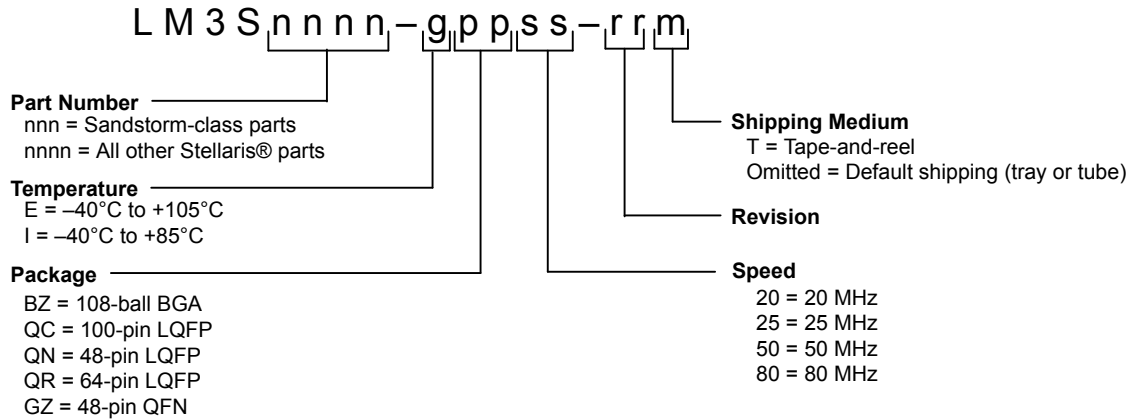 LM3Snnnn–gppss–rrm
Part Number
nnn = Sandstorm-class parts
nnnn = All other Stellaris® parts
Temperature
E = –40°C to +105°C
I = –40°C to +85°C
Package
BZ = 108-ball BGA
QC = 100-pin LQFP
QN = 48-pin LQFP
QR = 64-pin LQFP
GZ = 48-pin QFN
Shipping Medium
T = Tape-and-reel
Omitted = Default shipping (tray or tube)
Revision
Speed
20 = 20 MHz
25 = 25 MHz
50 = 50 MHz
80 = 80 MHz